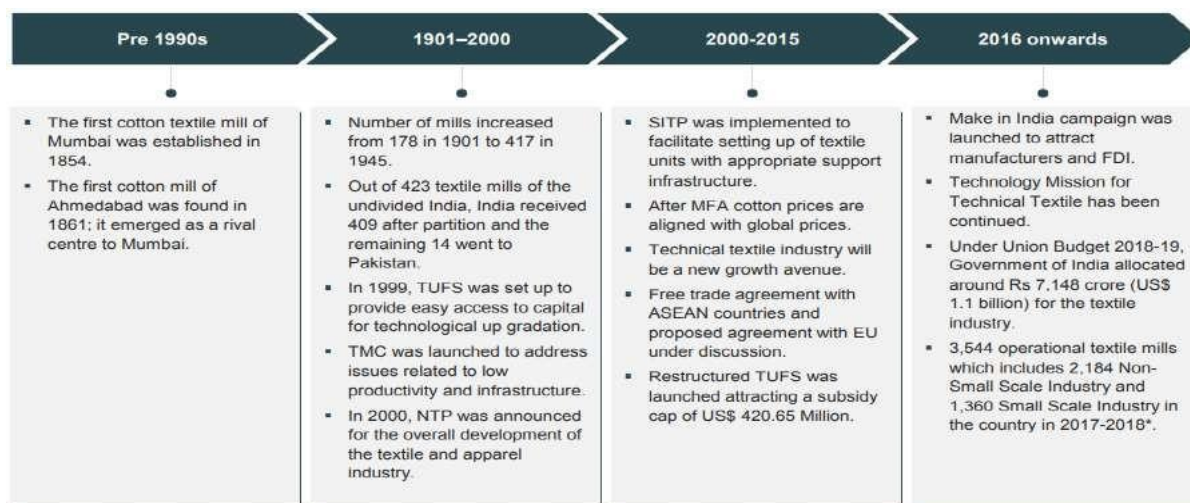 Pre 1990s
The first cotton textile mill of
Mumbai was established in
1854.
The first cotton mill of
Ahmedabad was found in
1861; it emerged as a rival
centre to Mumbai.
1901–2000
Number of mills increased
from 178 in 1901 to 417 in
1945.
Out of 423 textile mills of the
undivided India, India received
409 after partition and the
remaining 14 went to
Pakistan.
In 1999, TUFS was set up to
provide easy access to capital
for technological up gradation.
TMC was launched to address
issues related to low
productivity and infrastructure.
In 2000, NTP was announced
for the overall development of
the textile and apparel
industry.
2000-2015
SITP was implemented to
facilitate setting up of textile
units with appropriate support
infrastructure.
After MFA cotton prices are
aligned with global prices.
Technical textile industry will
be a new growth avenue.
Free trade agreement with
ASEAN countries and
proposed agreement with EU
under discussion.
Restructured TUFS was
launched attracting a subsidy
cap of US$ 420.65 Million.
2016 onwards
Make in India campaign was
launched to attract
manufacturers and FDI.
Technology Mission for
Technical Textile has been
continued.
Under Union Budget 2018-19,
Government of India allocated
around Rs 7,148 crore (US$
1.1 billion) for the textile
industry.
3,544 operational textile mills
which includes 2,184 Non-
Small Scale Industry and
1,360 Small Scale Industry in
the country in 2017-2018*.